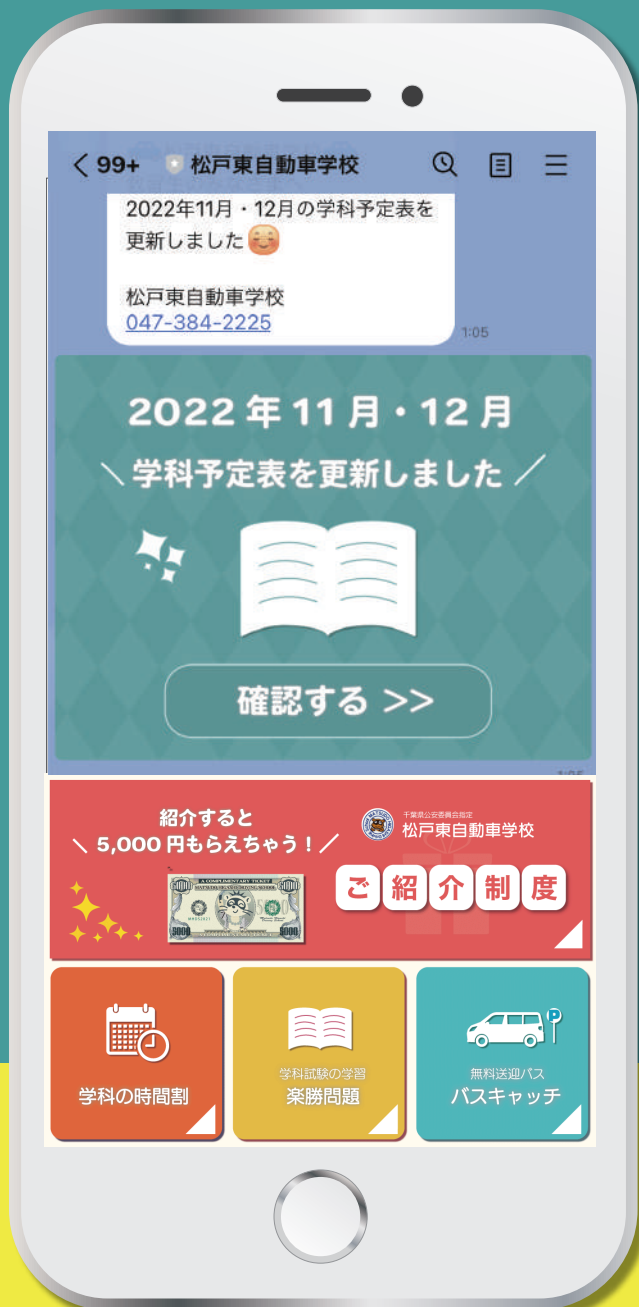 99+
松戸東自動車学校
2022年11月・12月の学科予定表を
更新しました
松戸東自動車学校
047-384-2225
1:05
2022年11月・12月
\ 学科予定表を更新しました /
確認する >>
紹介すると
\ 5,000円もらえちゃう！ /
千葉県公安委員会指定
松戸東自動車学校
ご紹介制度
A COMPLIMENTARY TICKET
5000
5000
5000
学科の時間割
学科試験の学習
楽勝問題
P
無料送迎バス
バスキャッチ